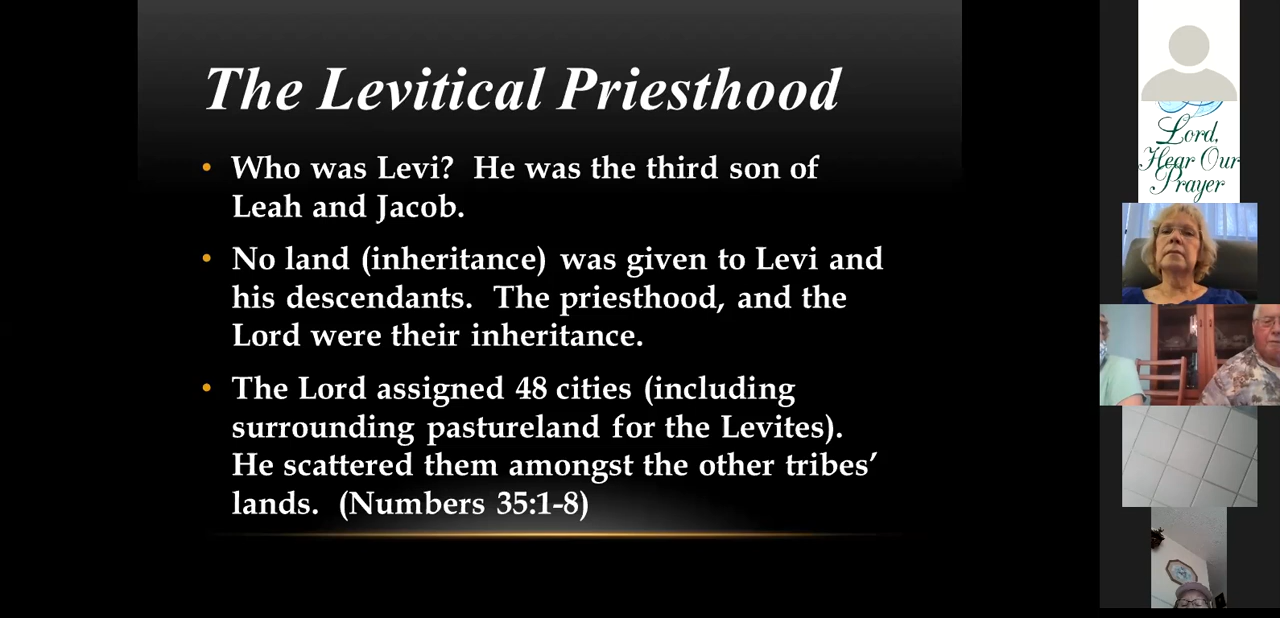 The Levitical Priesthood
• Who was Levi?  He was the third son of
Leah and Jacob.
• No land (inheritance) was given to Levi and
his descendants.  The priesthood, and the
Lord were their inheritance.
• The Lord assigned 48 cities (including
surrounding pastureland for the Levites).
He scattered them amongst the other tribes’
lands.  (Numbers 35:1-8)
Lord,
Hear Our
Prayer